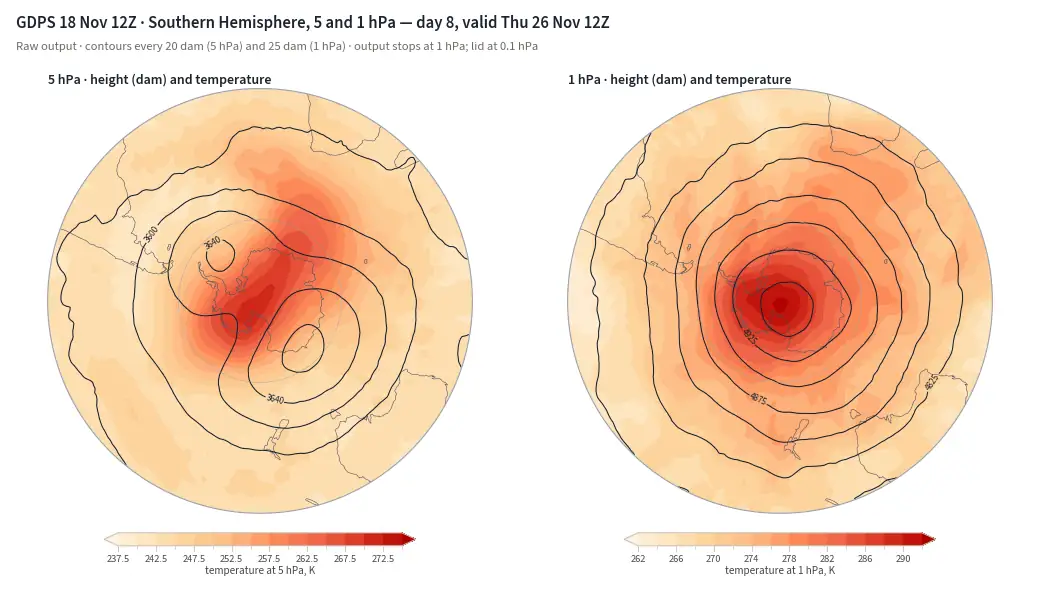 GDPS 18 Nov 12Z · Southern Hemisphere, 5 and 1 hPa — day 8, valid Thu 26 Nov 12Z
Raw output · contours every 20 dam (5 hPa) and 25 dam (1 hPa) · output stops at 1 hPa; lid at 0.1 hPa
5 hPa · height (dam) and temperature
1 hPa · height (dam) and temperature
3600
3640
3640
4925
4875
4825
237.5 242.5 247.5 252.5 257.5 262.5 267.5 272.5
temperature at 5 hPa, K
262 266 270 274 278 282 286 290
temperature at 1 hPa, K